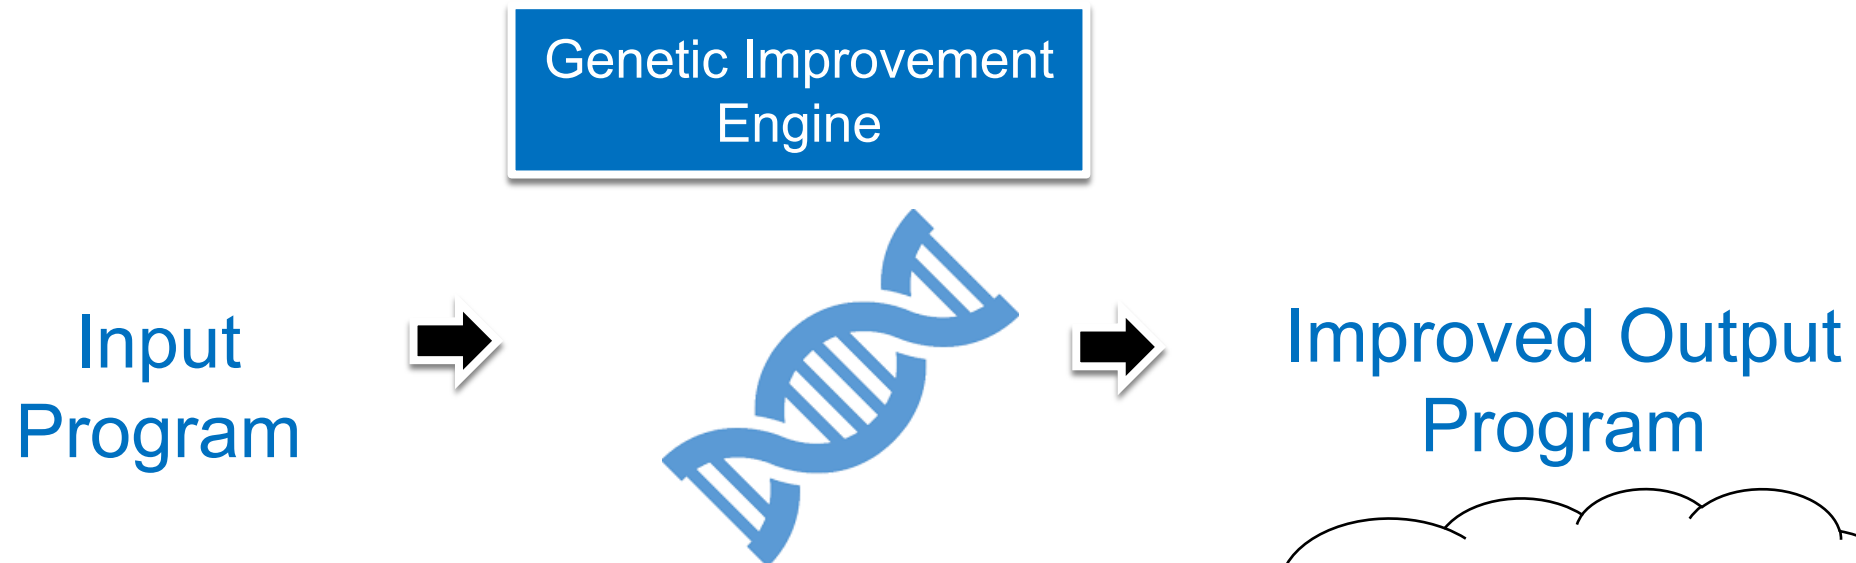 Genetic Improvement
Engine
Input
Program
Improved Output
Program